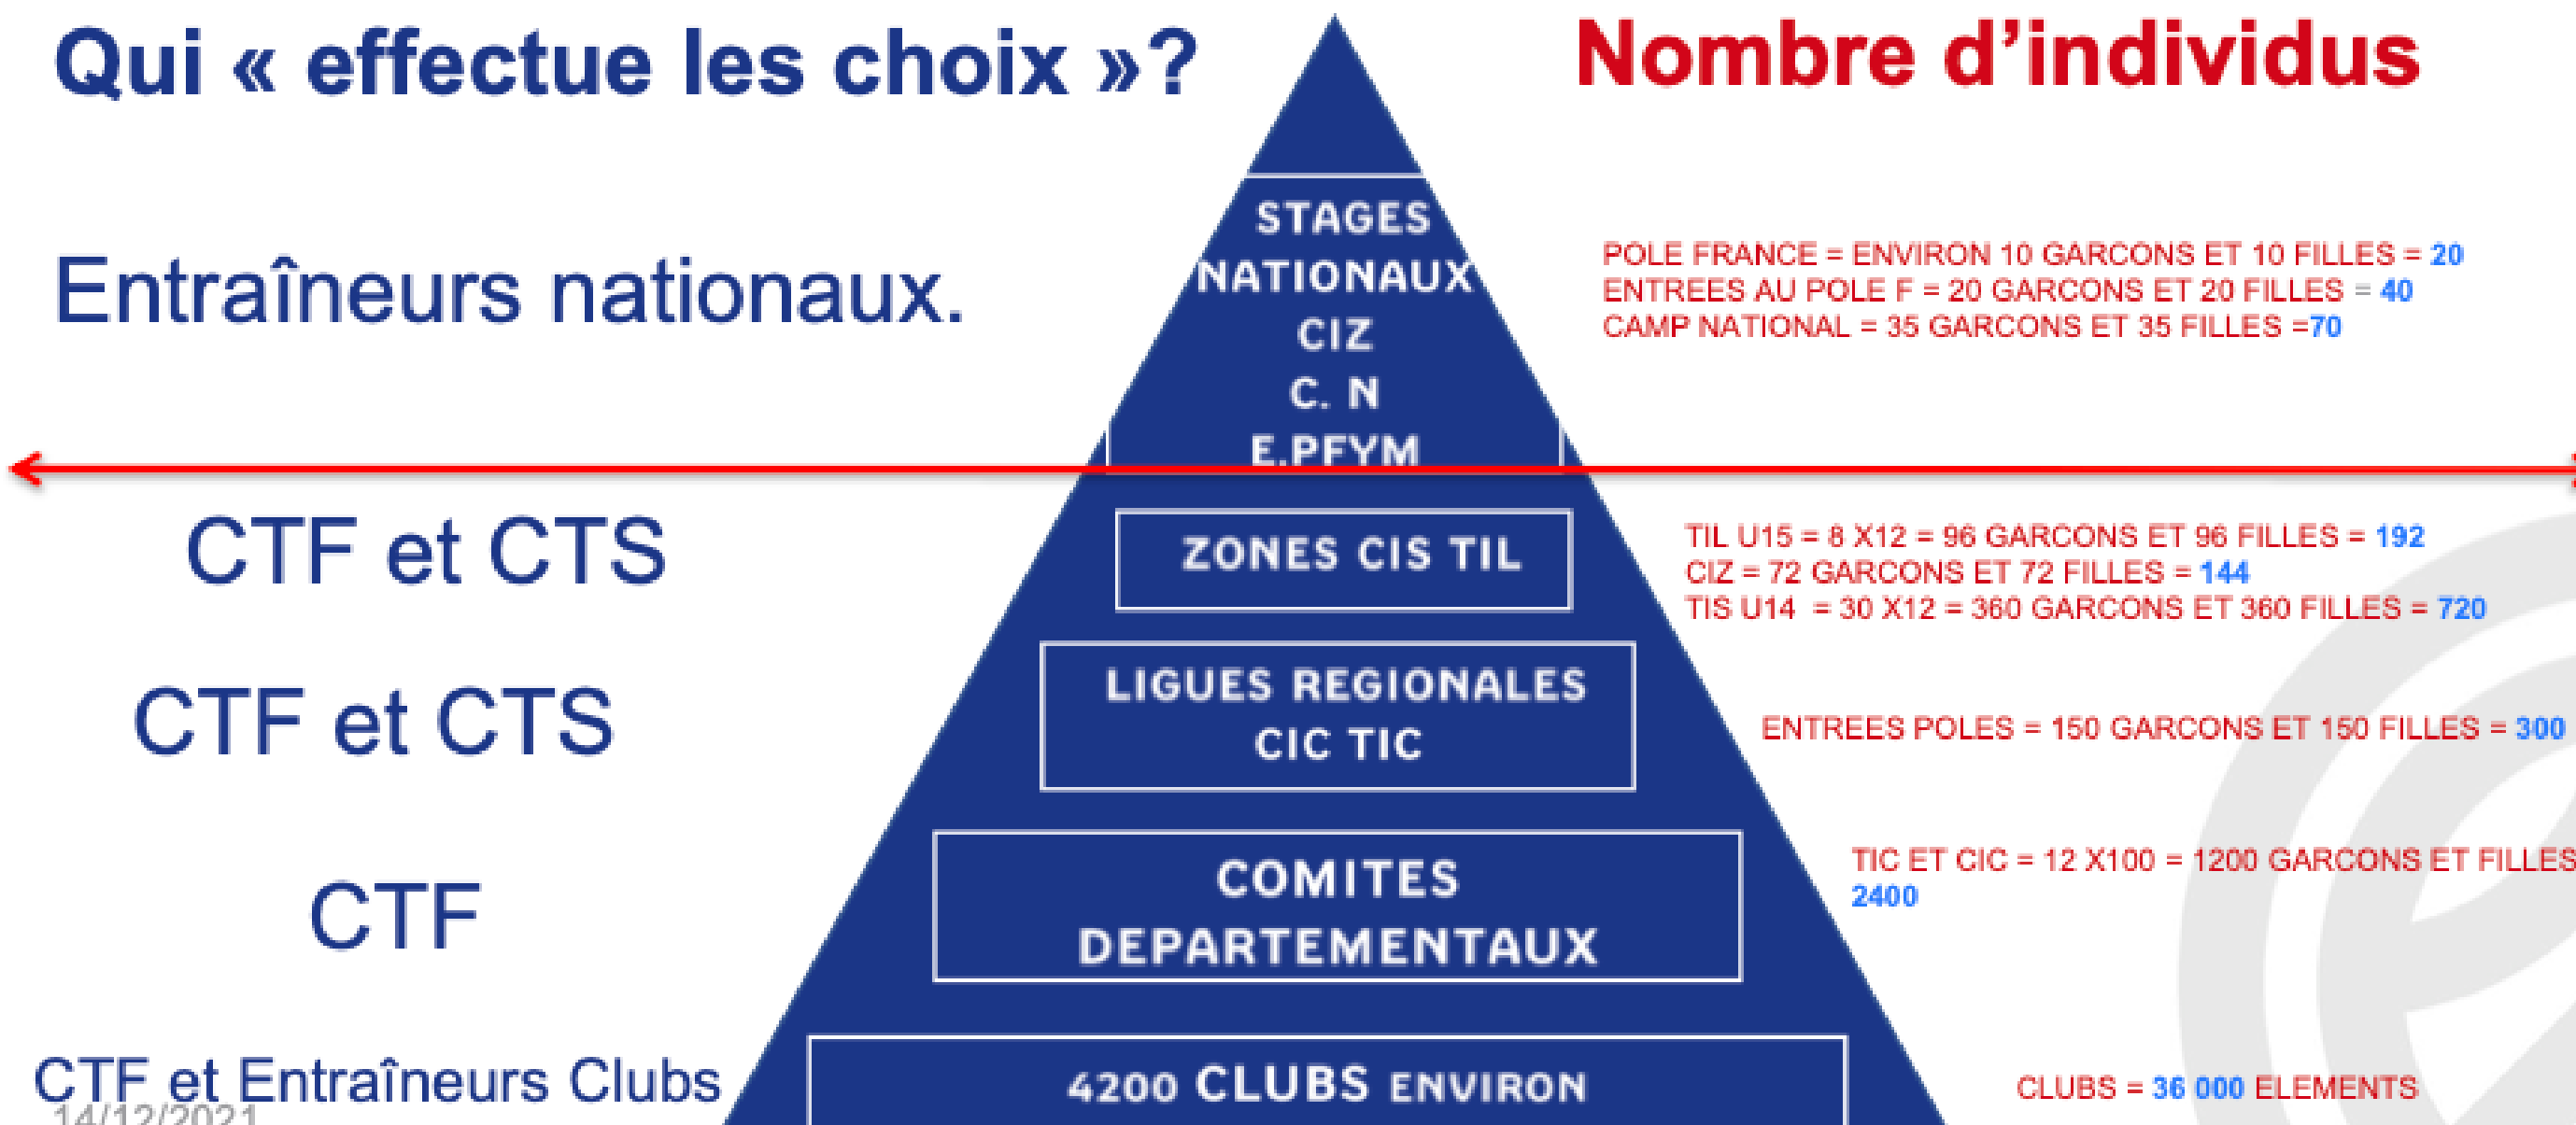 Qui « effectue les choix »?
Nombre d'individus
Entraîneurs nationaux.
STAGES
NATIONAUX
CIZ
C. N
E.PFYM
POLE FRANCE = ENVIRON 10 GARCONS ET 10 FILLES = 20
ENTREES AU POLE F = 20 GARCONS ET 20 FILLES = 40
CAMP NATIONAL = 35 GARCONS ET 35 FILLES =70
CTF et CTS
ZONES CIS TIL
TIL U15 = 8 X12 = 96 GARCONS ET 96 FILLES = 192
CIZ = 72 GARCONS ET 72 FILLES = 144
TIS U14 = 30 X12 = 360 GARCONS ET 360 FILLES = 720
CTF et CTS
LIGUES REGIONALES
CIC TIC
ENTREES POLES = 150 GARCONS ET 150 FILLES = 300
CTF
COMITES
DEPARTEMENTAUX
TIC ET CIC = 12 X100 = 1200 GARCONS ET FILLES
2400
CTF et Entraîneurs Clubs
14/12/2021
4200 CLUBS ENVIRON
CLUBS = 36 000 ELEMENTS